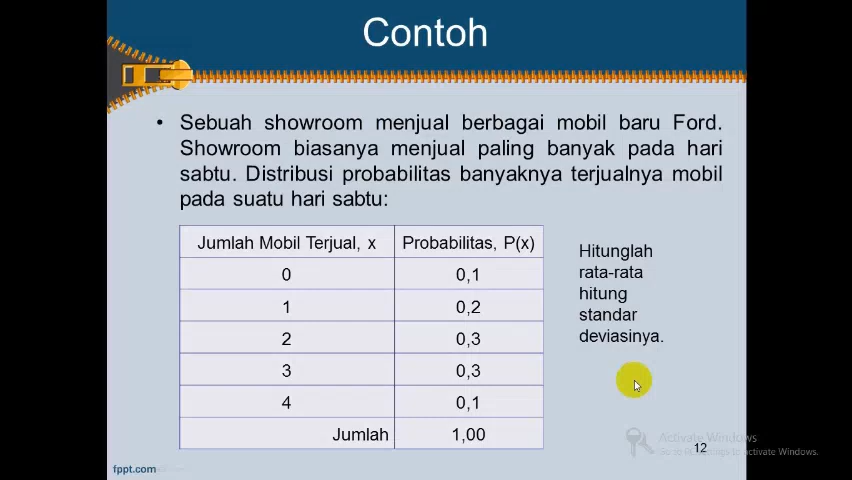 Contoh
• Sebuah showroom menjual berbagai mobil baru Ford.
Showroom biasanya menjual paling banyak pada hari
sabtu. Distribusi probabilitas banyaknya terjualnya mobil
pada suatu hari sabtu:
Jumlah Mobil Terjual, x Probabilitas, P(x)
0 0,1
1 0,2
2 0,3
3 0,3
4 0,1
Jumlah 1,00
Hitunglah
rata-rata
hitung
standar
deviasinya.
Activate Windows
to activate Windows.
12
fppt.com